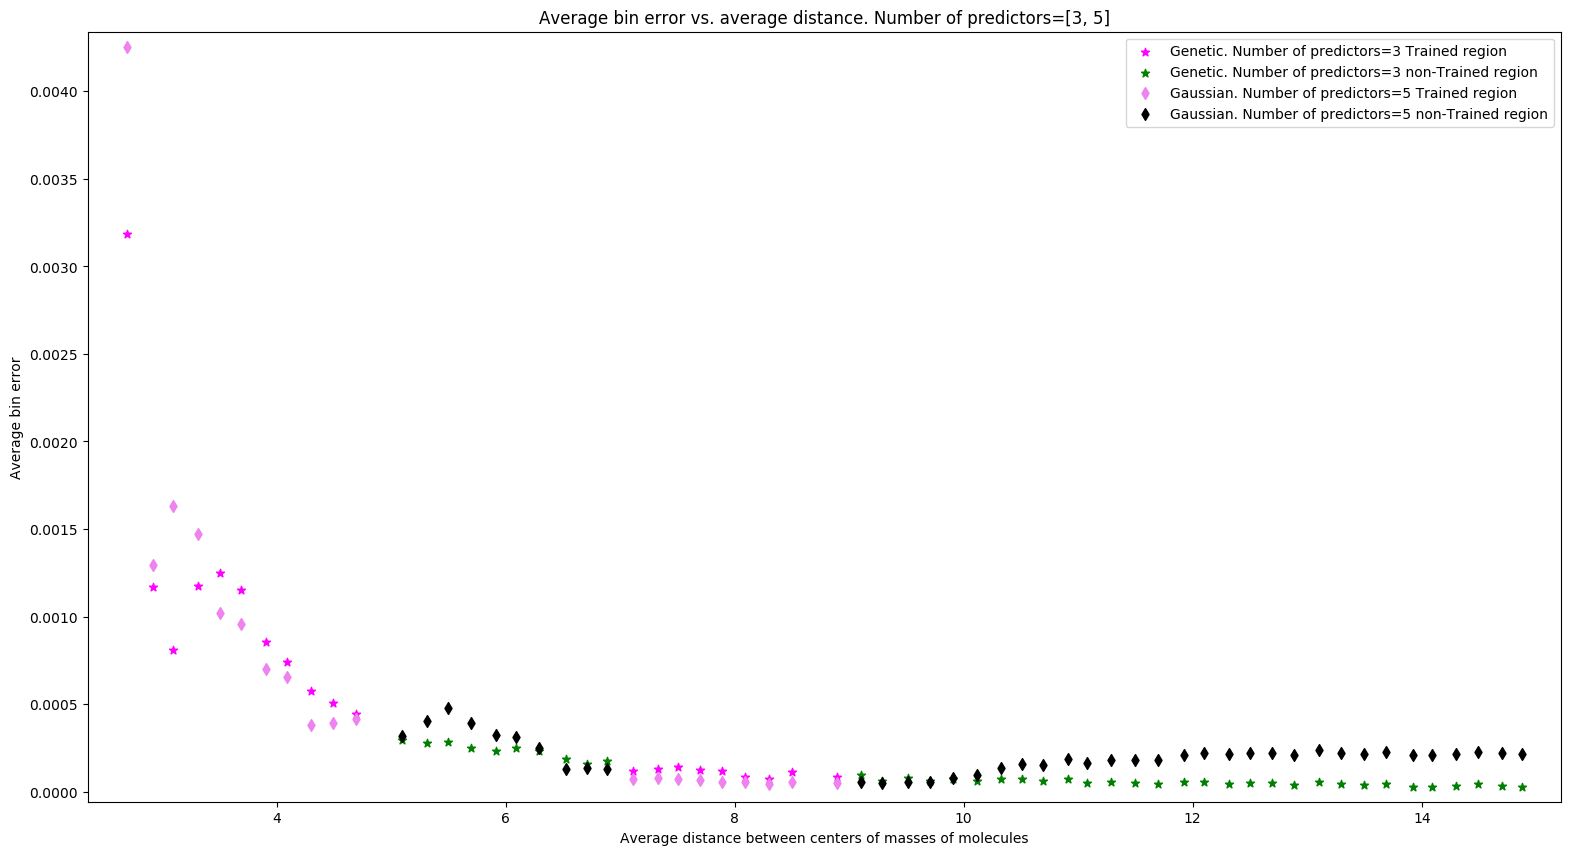 Average bin error vs. average distance. Number of predictors=[3, 5]
Genetic. Number of predictors=3 Trained region
Genetic. Number of predictors=3 non-Trained region
Gaussian. Number of predictors=5 Trained region
Gaussian. Number of predictors=5 non-Trained region
Average bin error
0.0040
0.0035
0.0030
0.0025
0.0020
0.0015
0.0010
0.0005
0.0000
4 6 8 10 12 14
Average distance between centers of masses of molecules